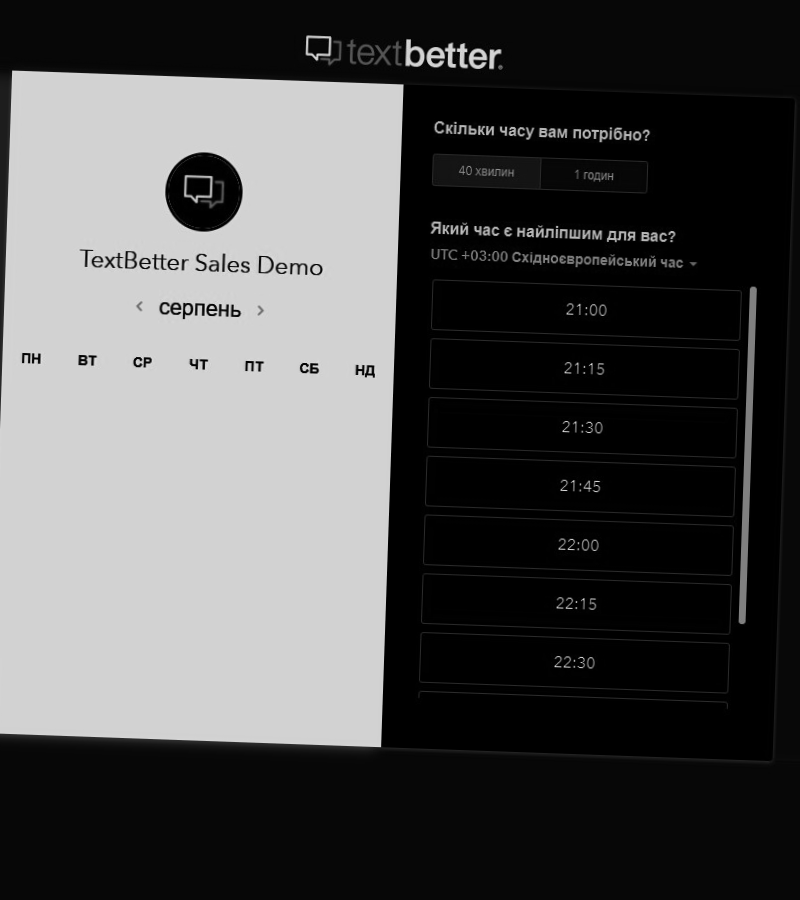 textbetter.
TextBetter Sales Demo
серпень
ПН ВТ СР ЧТ ПТ СБ НД
Скільки часу вам потрібно?
40 хвилин 1 годин
Який час є найліпшим для вас?
UTC +03:00 Східноєвропейський час
21:00
21:15
21:30
21:45
22:00
22:15
22:30